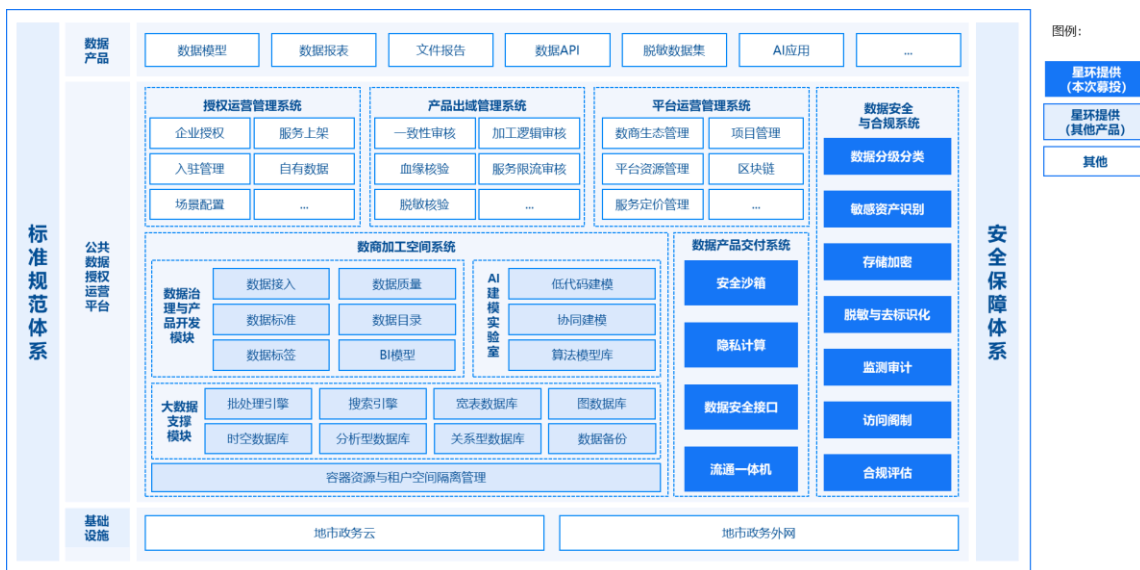 标准规范体系
数据
产品
数据模型
数据报表
文件报告
数据API
脱敏数据集
AI应用
...
公共
数据
授权
运营
平台
授权运营管理系统
企业授权
服务上架
入驻管理
自有数据
场景配置
...
产品出域管理系统
一致性审核
加工逻辑审核
血缘核验
服务限流审核
脱敏核验
...
平台运营管理系统
数商生态管理
项目管理
平台资源管理
区块链
服务定价管理
...
数据安全
与合规系统
数据分级分类
敏感资产识别
存储加密
脱敏与去标识化
监测审计
访问阀制
合规评估
数商加工空间系统
数据治
理与产
品开发
模块
数据接入
数据质量
数据标准
数据目录
数据标签
BI模型
AI
建
模
实
验
室
低代码建模
协同建模
算法模型库
大数据
支撑
模块
批处理引擎
搜索引擎
宽表数据库
图数据库
时空数据库
分析型数据库
关系型数据库
数据备份
容器资源与租户空间隔离管理
数据产品交付系统
安全沙箱
隐私计算
数据安全接口
流通一体机
基础
设施
地市政务云
地市政务外网
安全保障体系
图例：
星环提供
（本次募投）
星环提供
（其他产品）
其他